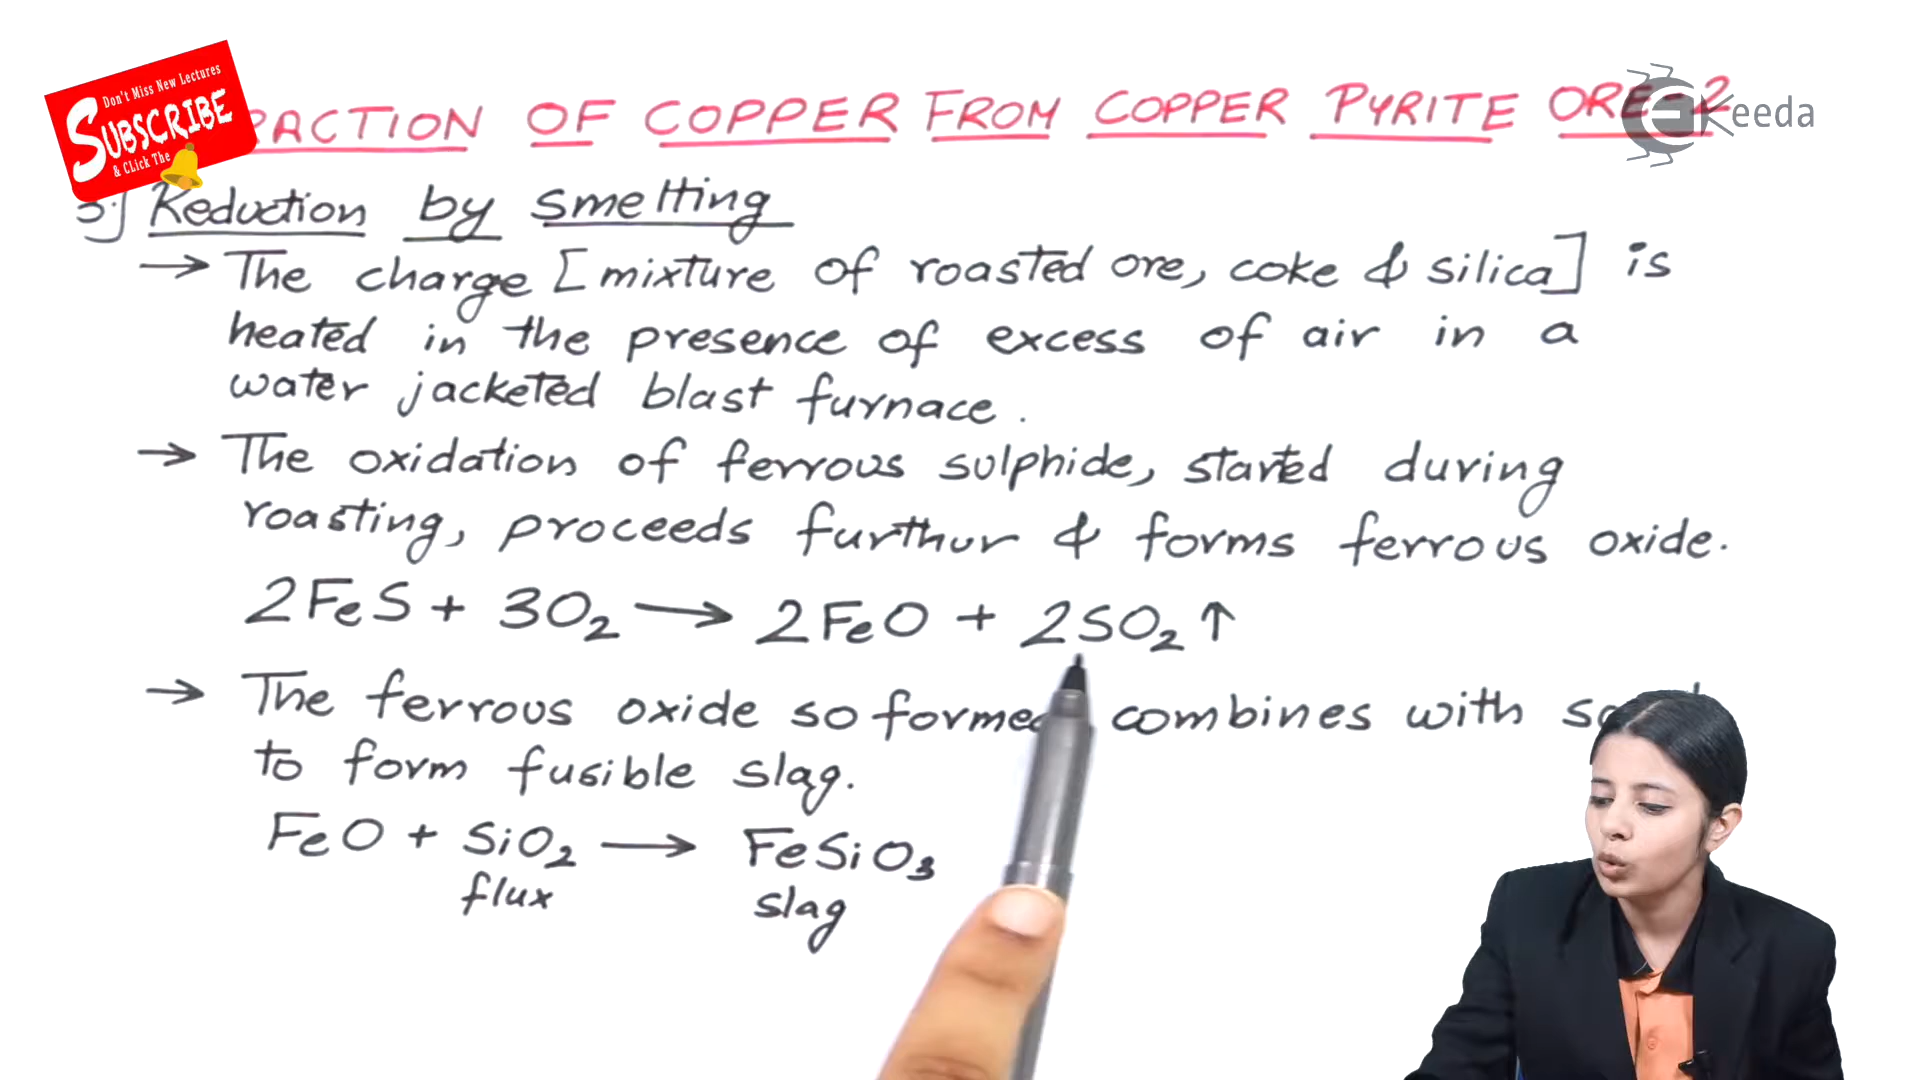 Don't Miss New Lectures
SUBSCRIBE
& CLick The
RACTION OF COPPER FROM COPPER PYRITE ORE-2
Keeda
Reduction by smelting
→ The charge [mixture of roasted ore, coke & silica] is
heated in the presence of excess of air in a
water jacketed blast furnace.
→ The oxidation of ferrous sulphide, started during
roasting, proceeds furthur & forms ferrous oxide.
2FeS + 3O₂ → 2FeO + 2SO₂ ↑
→ The ferrous oxide so formed combines with
to form fusible slag.
FeO + SiO₂ → FeSiO₃
flux slag